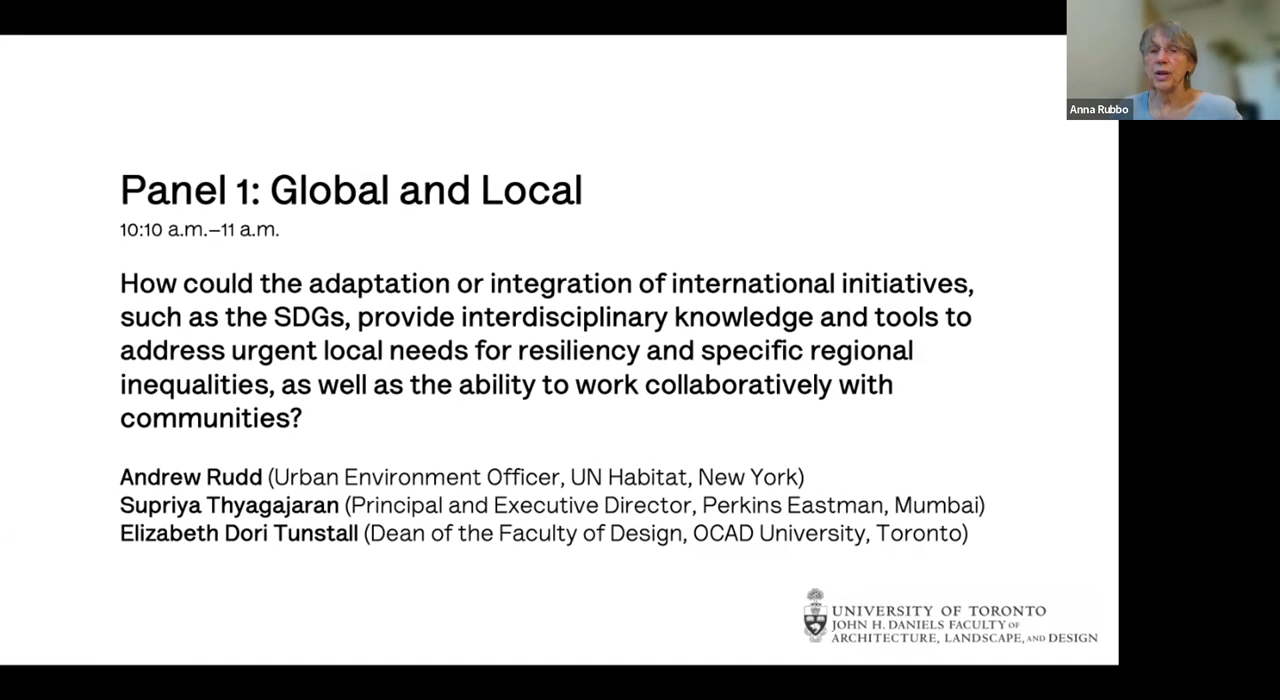 Anna Rubbo
Panel 1: Global and Local
10:10 a.m.–11 a.m.
How could the adaptation or integration of international initiatives,
such as the SDGs, provide interdisciplinary knowledge and tools to
address urgent local needs for resiliency and specific regional
inequalities, as well as the ability to work collaboratively with
communities?
Andrew Rudd (Urban Environment Officer, UN Habitat, New York)
Supriya Thyagajaran (Principal and Executive Director, Perkins Eastman, Mumbai)
Elizabeth Dori Tunstall (Dean of the Faculty of Design, OCAD University, Toronto)
UNIVERSITY OF TORONTO
JOHN H. DANIELS FACULTY OF
ARCHITECTURE, LANDSCAPE, AND DESIGN